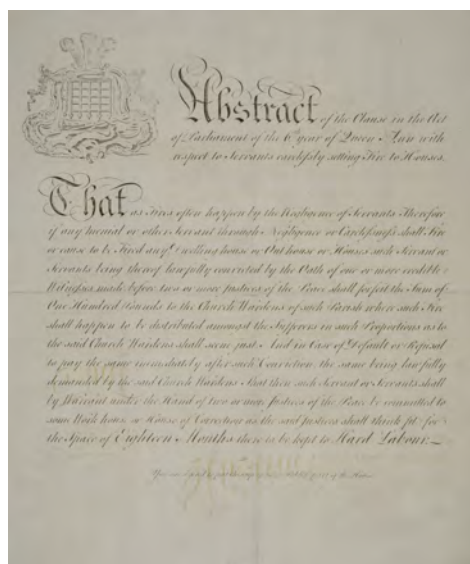 Abstract of the Clause in the Act
of Parliament of the 6th year of Queen Ann with
respect to Servants carelessly setting Fire to Houses.
That as Fires often happen by the Negligence of Servants Therefore
if any menial or other Servant through Negligence or Carelessness shall Fire
or cause to be Fired any Dwelling house or Out house or Houses such Servant or
Servants being thereof lawfully convicted by the Oath of one or more credible
Witnesses made before two or more Justices of the Peace shall forfeit the Sum of
One Hundred Pounds to the Church Wardens of such Parish where such Fire
shall happen to be distributed amongst the Sufferers in such Proportions as to
the said Church Wardens shall seem just And in Case of Default or Refusal
to pay the same immediately after such Conviction the same being lawfully
demanded by the said Church Wardens That then such Servant or Servants shall
by Warrant under the Hand of two or more Justices of the Peace be committed to
some Work house or House of Correction as the said Justices shall think fit for
the Space of Eighteen Months there to be kept to Hard Labour.—